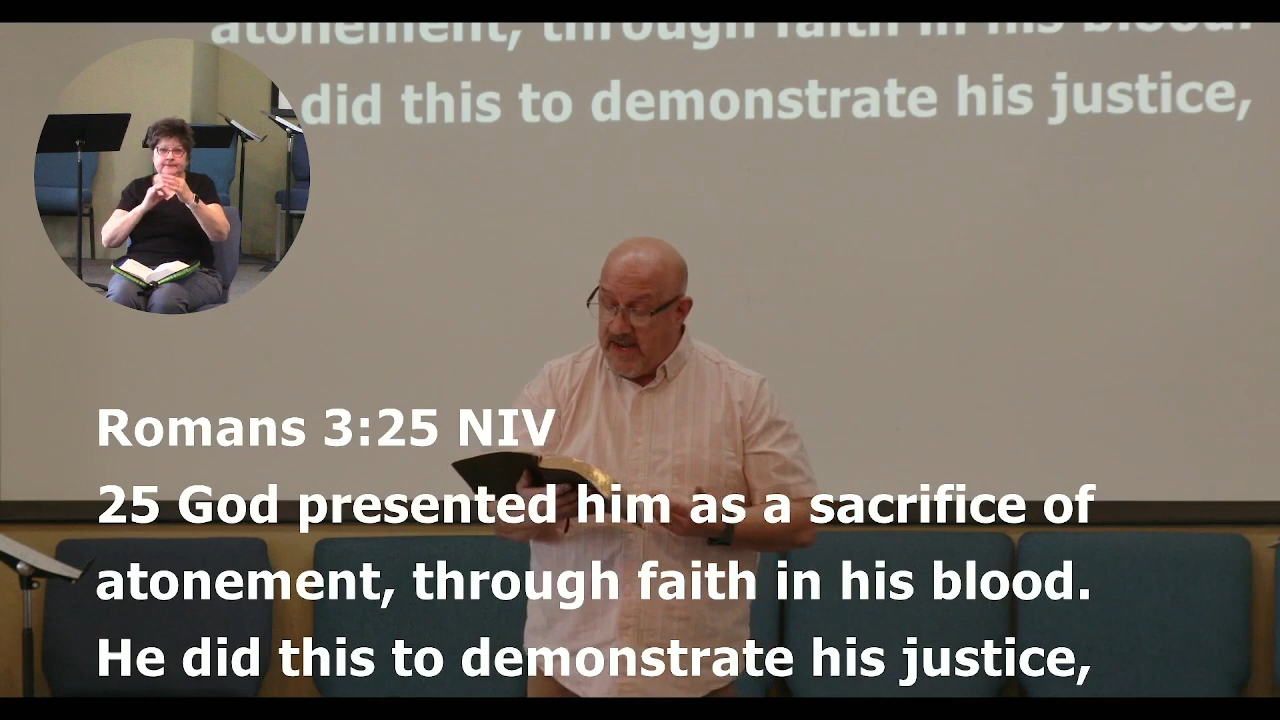 atonement, through faith in his blood.
did this to demonstrate his justice,
Romans 3:25 NIV
25 God presented him as a sacrifice of
atonement, through faith in his blood.
He did this to demonstrate his justice,